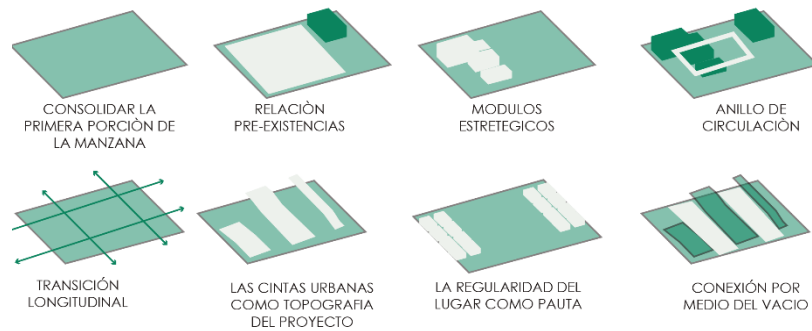 CONSOLIDAR LA
PRIMERA PORCIÒN DE
LA MANZANA
RELACIÒN
PRE-EXISTENCIAS
MODULOS
ESTRETEGICOS
ANILLO DE
CIRCULACIÒN
TRANSICIÓN
LONGITUDINAL
LAS CINTAS URBANAS
COMO TOPOGRAFIA
DEL PROYECTO
LA REGULARIDAD DEL
LUGAR COMO PAUTA
CONEXIÓN POR
MEDIO DEL VACIO